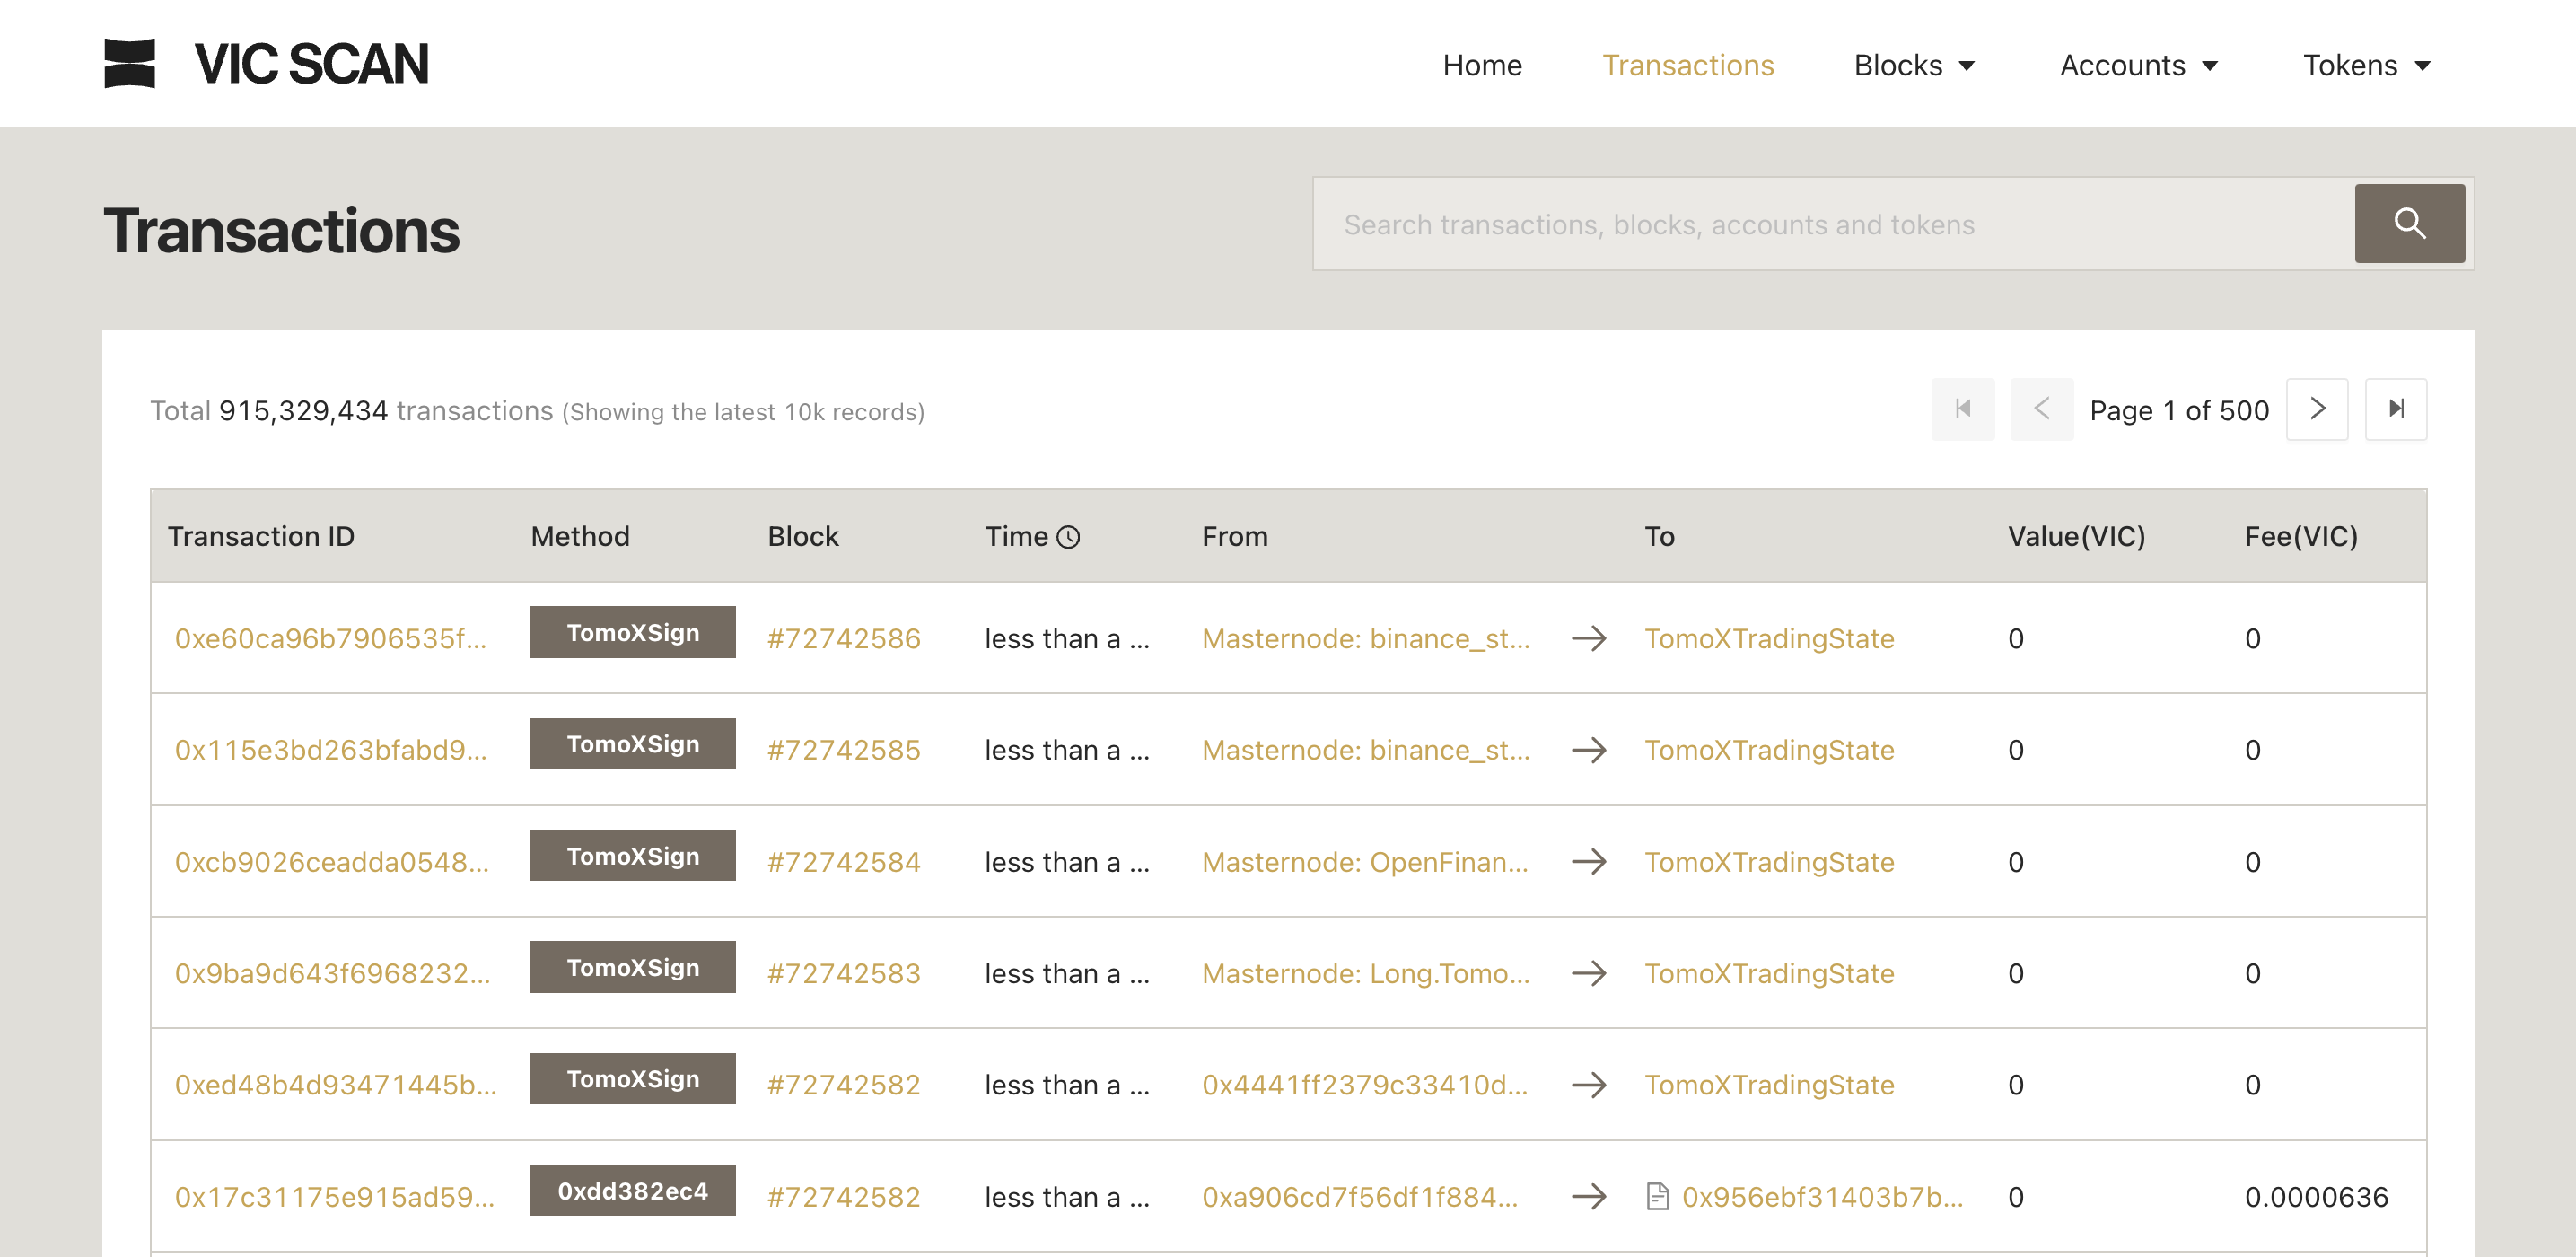 VIC SCAN
Home Transactions Blocks Accounts Tokens
Transactions
Search transactions, blocks, accounts and tokens
Total 915,329,434 transactions (Showing the latest 10k records)
Page 1 of 500
Transaction ID Method Block Time From To Value(VIC) Fee(VIC)
0xe60ca96b7906535f... TomoXSign #72742586 less than a ... Masternode: binance_st... TomoXTradingState 0 0
0x115e3bd263bfabd9... TomoXSign #72742585 less than a ... Masternode: binance_st... TomoXTradingState 0 0
0xcb9026ceadda0548... TomoXSign #72742584 less than a ... Masternode: OpenFinan... TomoXTradingState 0 0
0x9ba9d643f6968232... TomoXSign #72742583 less than a ... Masternode: Long.Tomo... TomoXTradingState 0 0
0xed48b4d93471445b... TomoXSign #72742582 less than a ... 0x4441ff2379c33410d... TomoXTradingState 0 0
0x17c31175e915ad59... 0xdd382ec4 #72742582 less than a ... 0xa906cd7f56df1f884... 0x956ebf31403b7b... 0 0.0000636